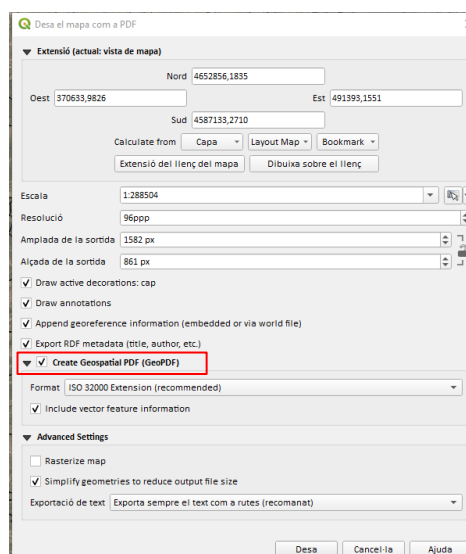 Desa el mapa com a PDF
Extensió (actual: vista de mapa)
Nord 4652856,1835
Oest 370633,9826 Est 491393,1551
Sud 4587133,2710
Calculate from Capa Layout Map Bookmark
Extensió del llenç del mapa Dibuixa sobre el llenç
Escala 1:288504
Resolució 96ppp
Amplada de la sortida 1582 px
Alçada de la sortida 861 px
Draw active decorations: cap
Draw annotations
Append georeference information (embedded or via world file)
Export RDF metadata (title, author, etc.)
Create Geospatial PDF (GeoPDF)
Format ISO 32000 Extension (recommended)
Include vector feature information
Advanced Settings
Rasterize map
Simplify geometries to reduce output file size
Exportació de text Exporta sempre el text com a rutes (recomanat)
Desa Cancel·la Ajuda